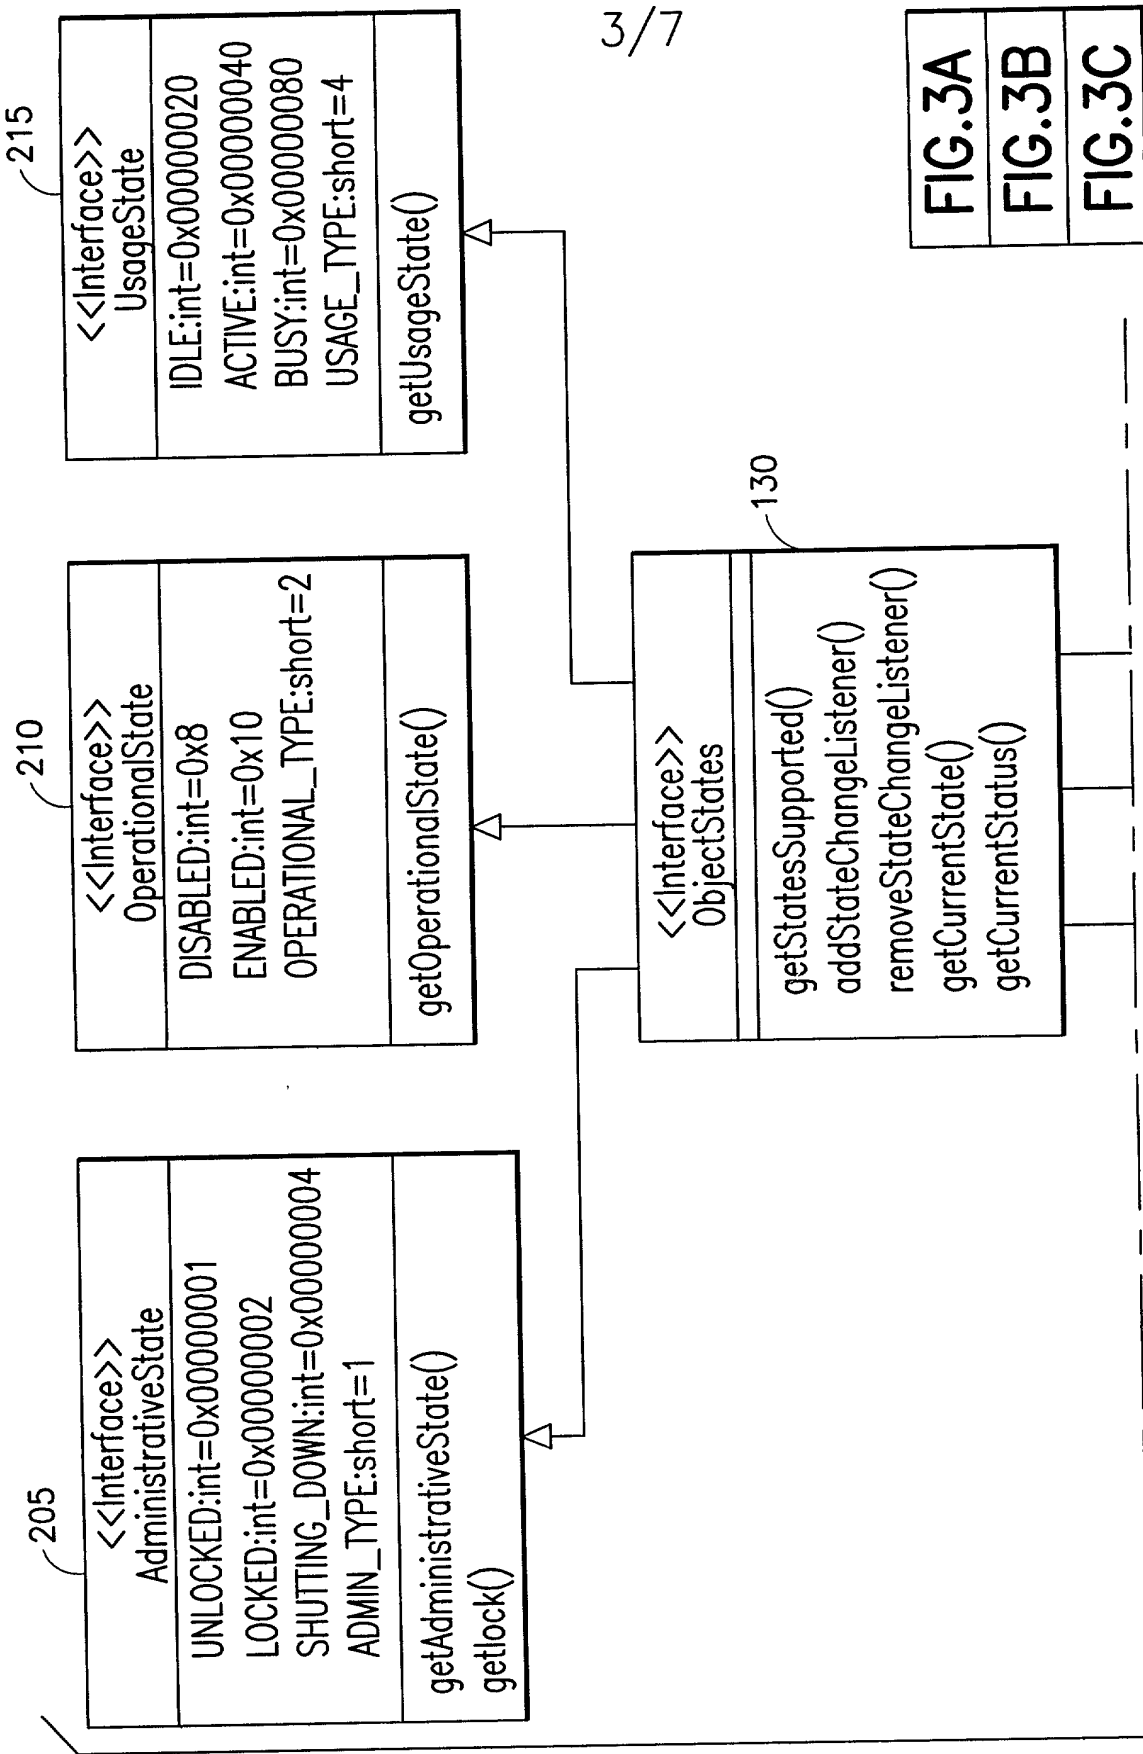 3/7
205
<<Interface>>
AdministrativeState
UNLOCKED:int=0x00000001
LOCKED:int=0x00000002
SHUTTING_DOWN:int=0x00000004
ADMIN_TYPE:short=1
getAdministrativeState()
getlock()
210
<<Interface>>
OperationalState
DISABLED:int=0x8
ENABLED:int=0x10
OPERATIONAL_TYPE:short=2
getOperationalState()
215
<<Interface>>
UsageState
IDLE:int=0x00000020
ACTIVE:int=0x00000040
BUSY:int=0x00000080
USAGE_TYPE:short=4
getUsageState()
130
<<Interface>>
ObjectStates
getStatesSupported()
addStateChangeListener()
removeStateChangeListener()
getCurrentState()
getCurrentStatus()
FIG.3A
FIG.3B
FIG.3C